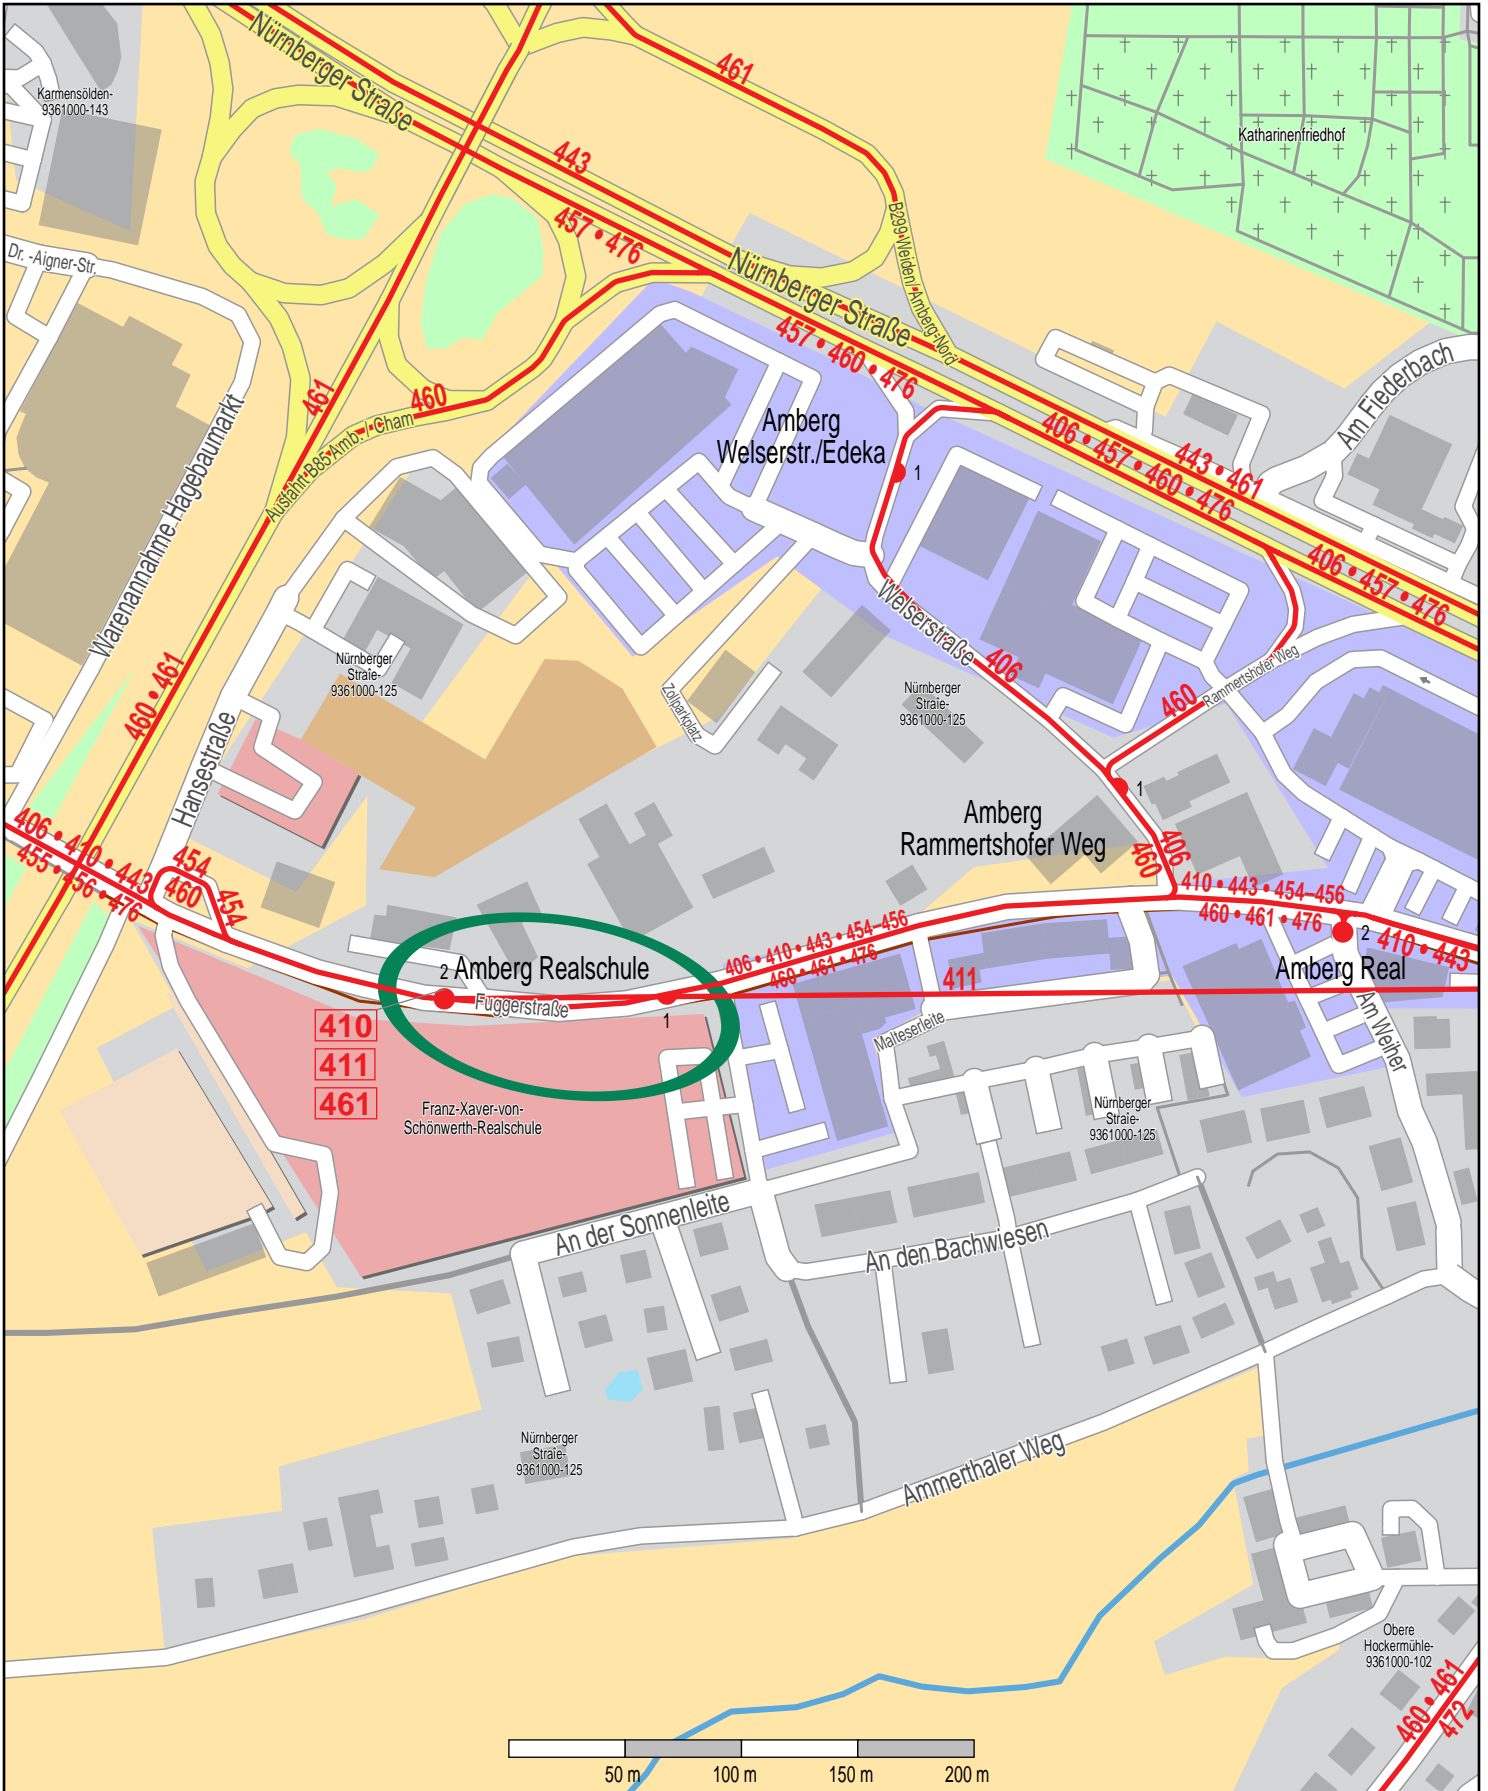 Nürnberger Straße
461
Karmensölden-
9361000-143
Katharinenfriedhof
443
457 • 476
B299 Weiden/ Amberg-Nord
Dr. -Aigner-Str.
Nürnberger Straße
457 • 460 • 476
Am Fiederbach
461
460
Ausfahrt B85 Amb. / Cham
Warenannahme Hagebaumarkt
Amberg
Welserstr./Edeka
1
443 • 461
406 • 457 • 460 • 476
406 • 457 • 476
Welserstraße
406
Nürnberger
Straie-
9361000-125
Nürnberger
Straie-
9361000-125
Zollparkplatz
460
Rammertshofer Weg
460 • 461
Hansestraße
1
Amberg
Rammertshofer Weg
406
460
406 • 410 • 443
455 • 456 • 476
454
460
454
410 • 443 • 454–456
460 • 461 • 476
2
410 • 443
Amberg Real
406 • 410 • 443 • 454–456
460 • 461 • 476
2
Amberg Realschule
Fuggerstraße
1
411
410
411
461
Malteserleite
Am Weiher
Franz-Xaver-von-
Schönwerth-Realschule
Nürnberger
Straie-
9361000-125
An der Sonnenleite
An den Bachwiesen
Nürnberger
Straie-
9361000-125
Ammerthaler Weg
Obere
Hockermühle-
9361000-102
460 • 461
472
50 m
100 m
150 m
200 m